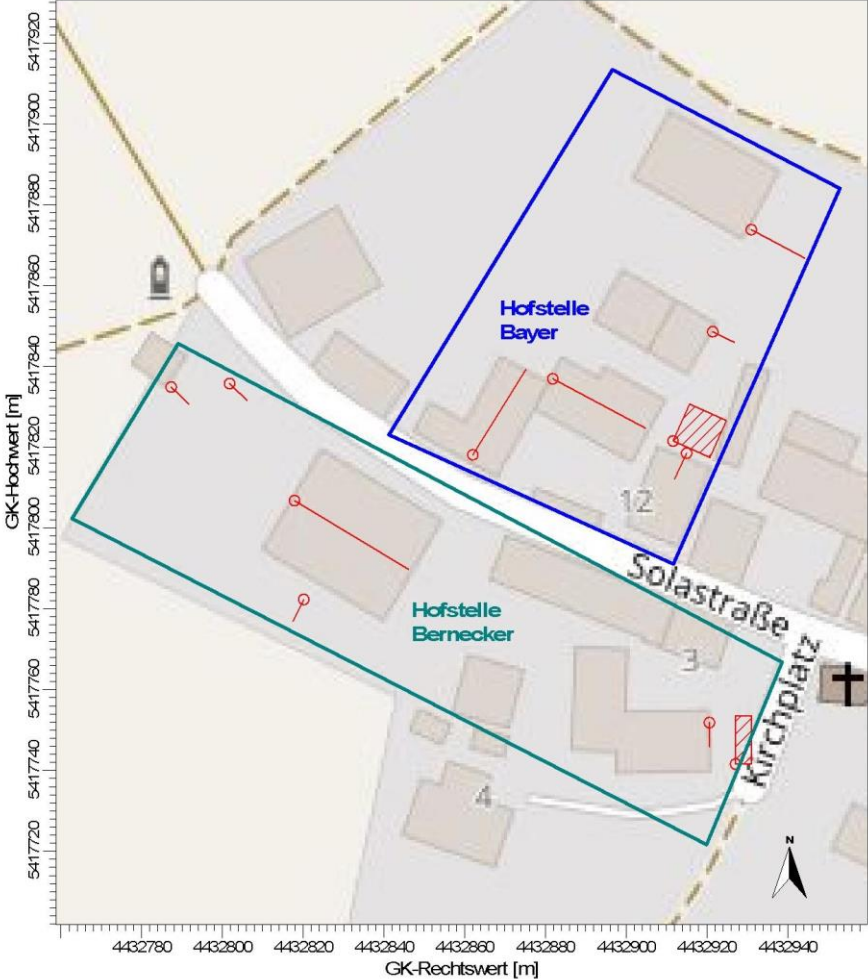 GK-Hochwert [m]
5417920
5417900
5417880
5417860
5417840
5417820
5417800
5417780
5417760
5417740
5417720
Hofstelle
Bayer
12
Solastraße
Hofstelle
Bernecker
3
Kirchplatz
4
N
4432780 4432800 4432820 4432840 4432860 4432880 4432900 4432920 4432940
GK-Rechtswert [m]